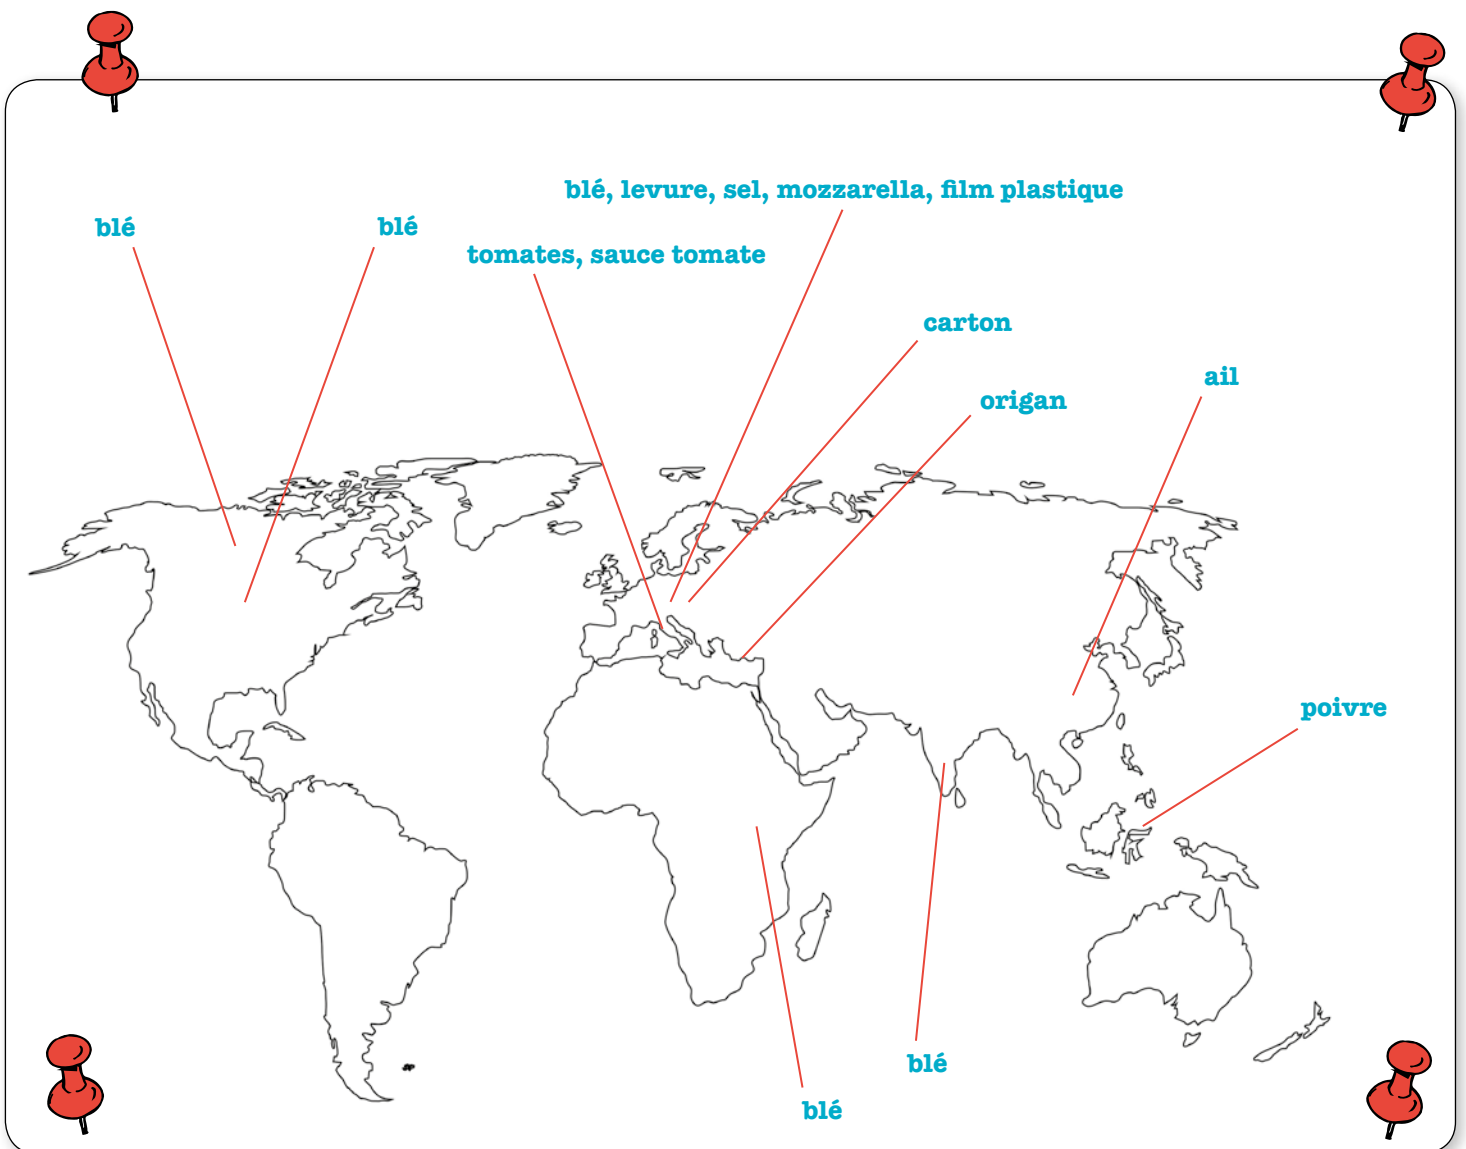 blé, levure, sel, mozzarella, film plastique
blé
blé
tomates, sauce tomate
carton
ail
origan
poivre
blé
blé